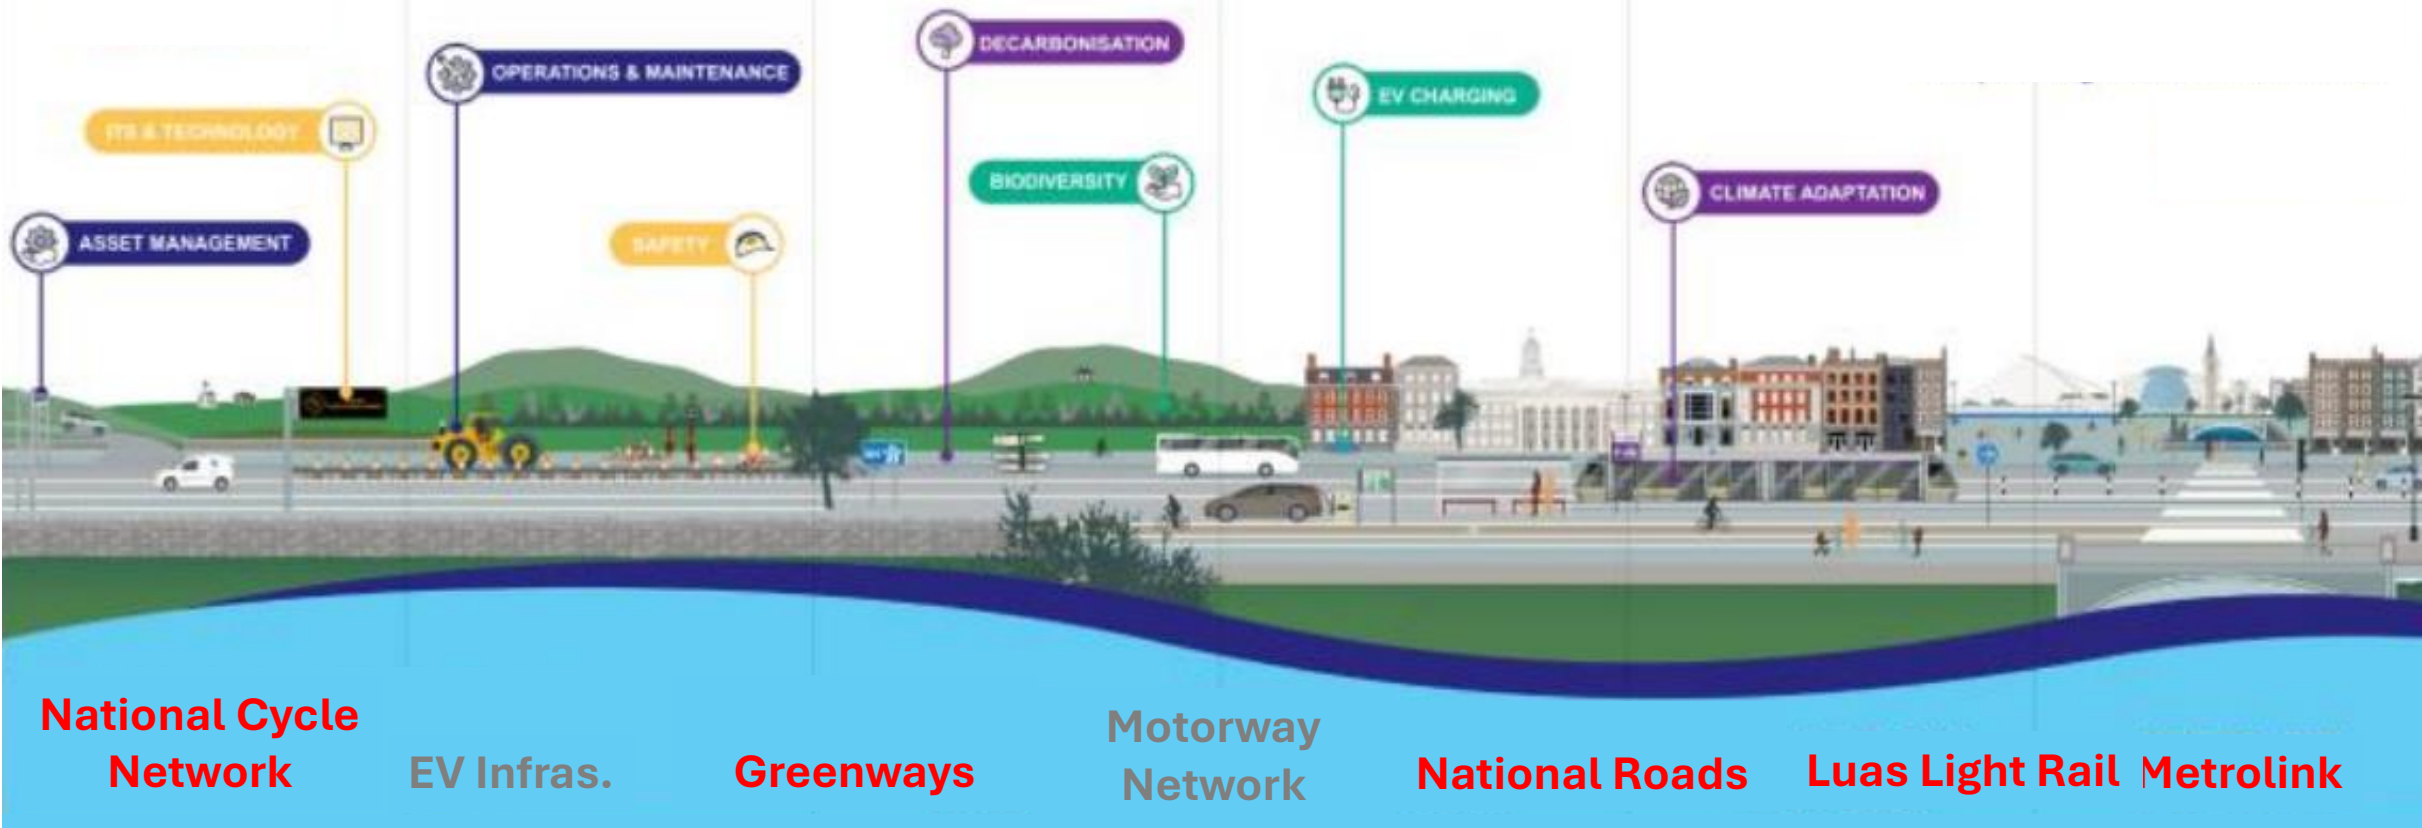 DECARBONISATION
OPERATIONS & MAINTENANCE
EV CHARGING
ITS & TECHNOLOGY
BIODIVERSITY
CLIMATE ADAPTATION
ASSET MANAGEMENT
SAFETY
National Cycle
Network
EV Infras.
Greenways
Motorway
Network
National Roads
Luas Light Rail
Metrolink